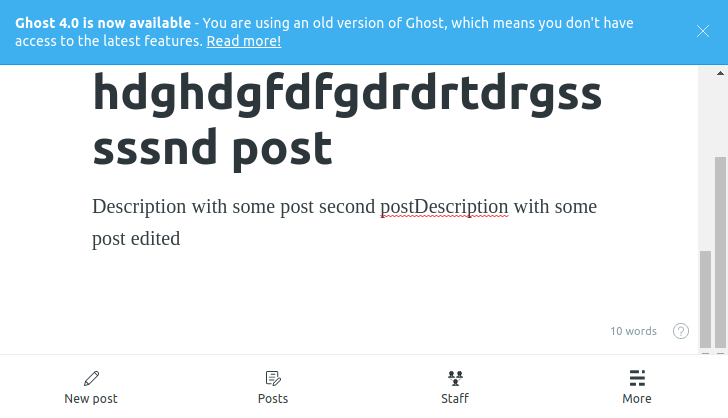 Ghost 4.0 is now available - You are using an old version of Ghost, which means you don't have
access to the latest features. Read more!
hdghdgfdfgdrdrtdrgss
sssnd post
Description with some post second postDescription with some
post edited
10 words ?
New post Posts Staff More